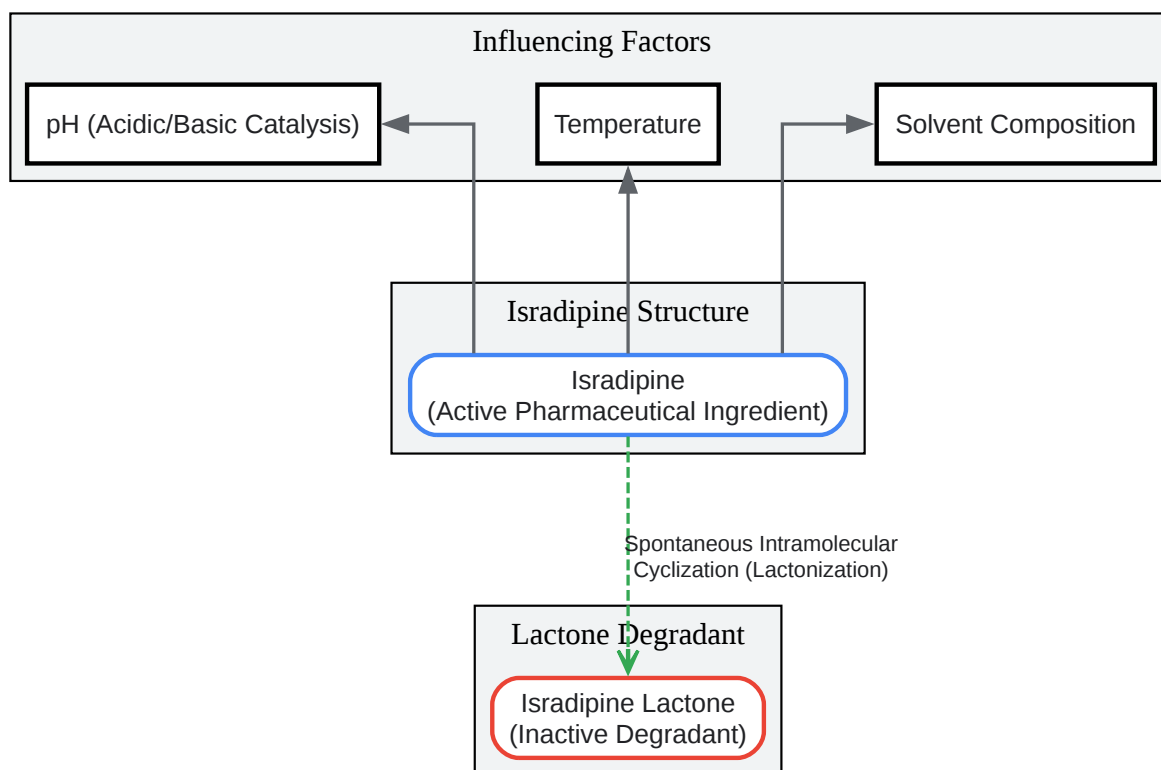 Influencing Factors
pH (Acidic/Basic Catalysis)
Temperature
Solvent Composition
Isradipine Structure
Isradipine
(Active Pharmaceutical Ingredient)
Spontaneous Intramolecular
Cyclization (Lactonization)
Lactone Degradant
Isradipine Lactone
(Inactive Degradant)